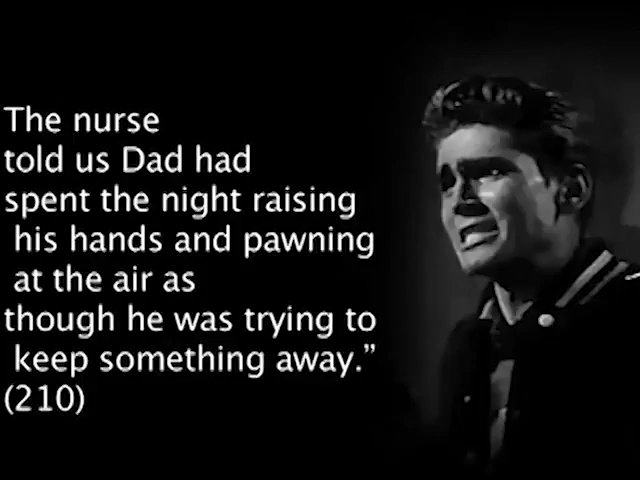 The nurse
told us Dad had
spent the night raising
his hands and pawning
at the air as
though he was trying to
keep something away.”
(210)